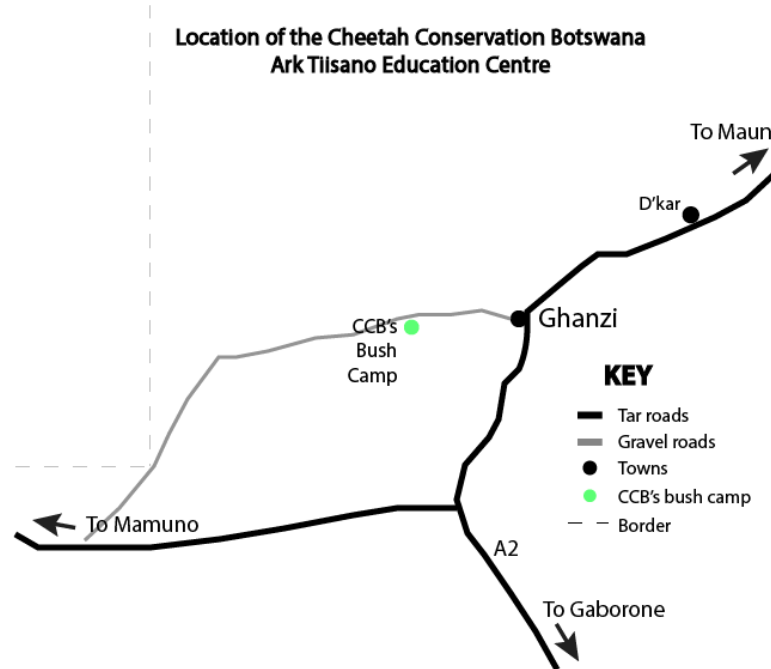 Location of the Cheetah Conservation Botswana
Ark Tiisano Education Centre
To Maun
D'kar
Ghanzi
CCB's
Bush
Camp
KEY
Tar roads
Gravel roads
Towns
CCB's bush camp
Border
To Mamuno
A2
To Gaborone